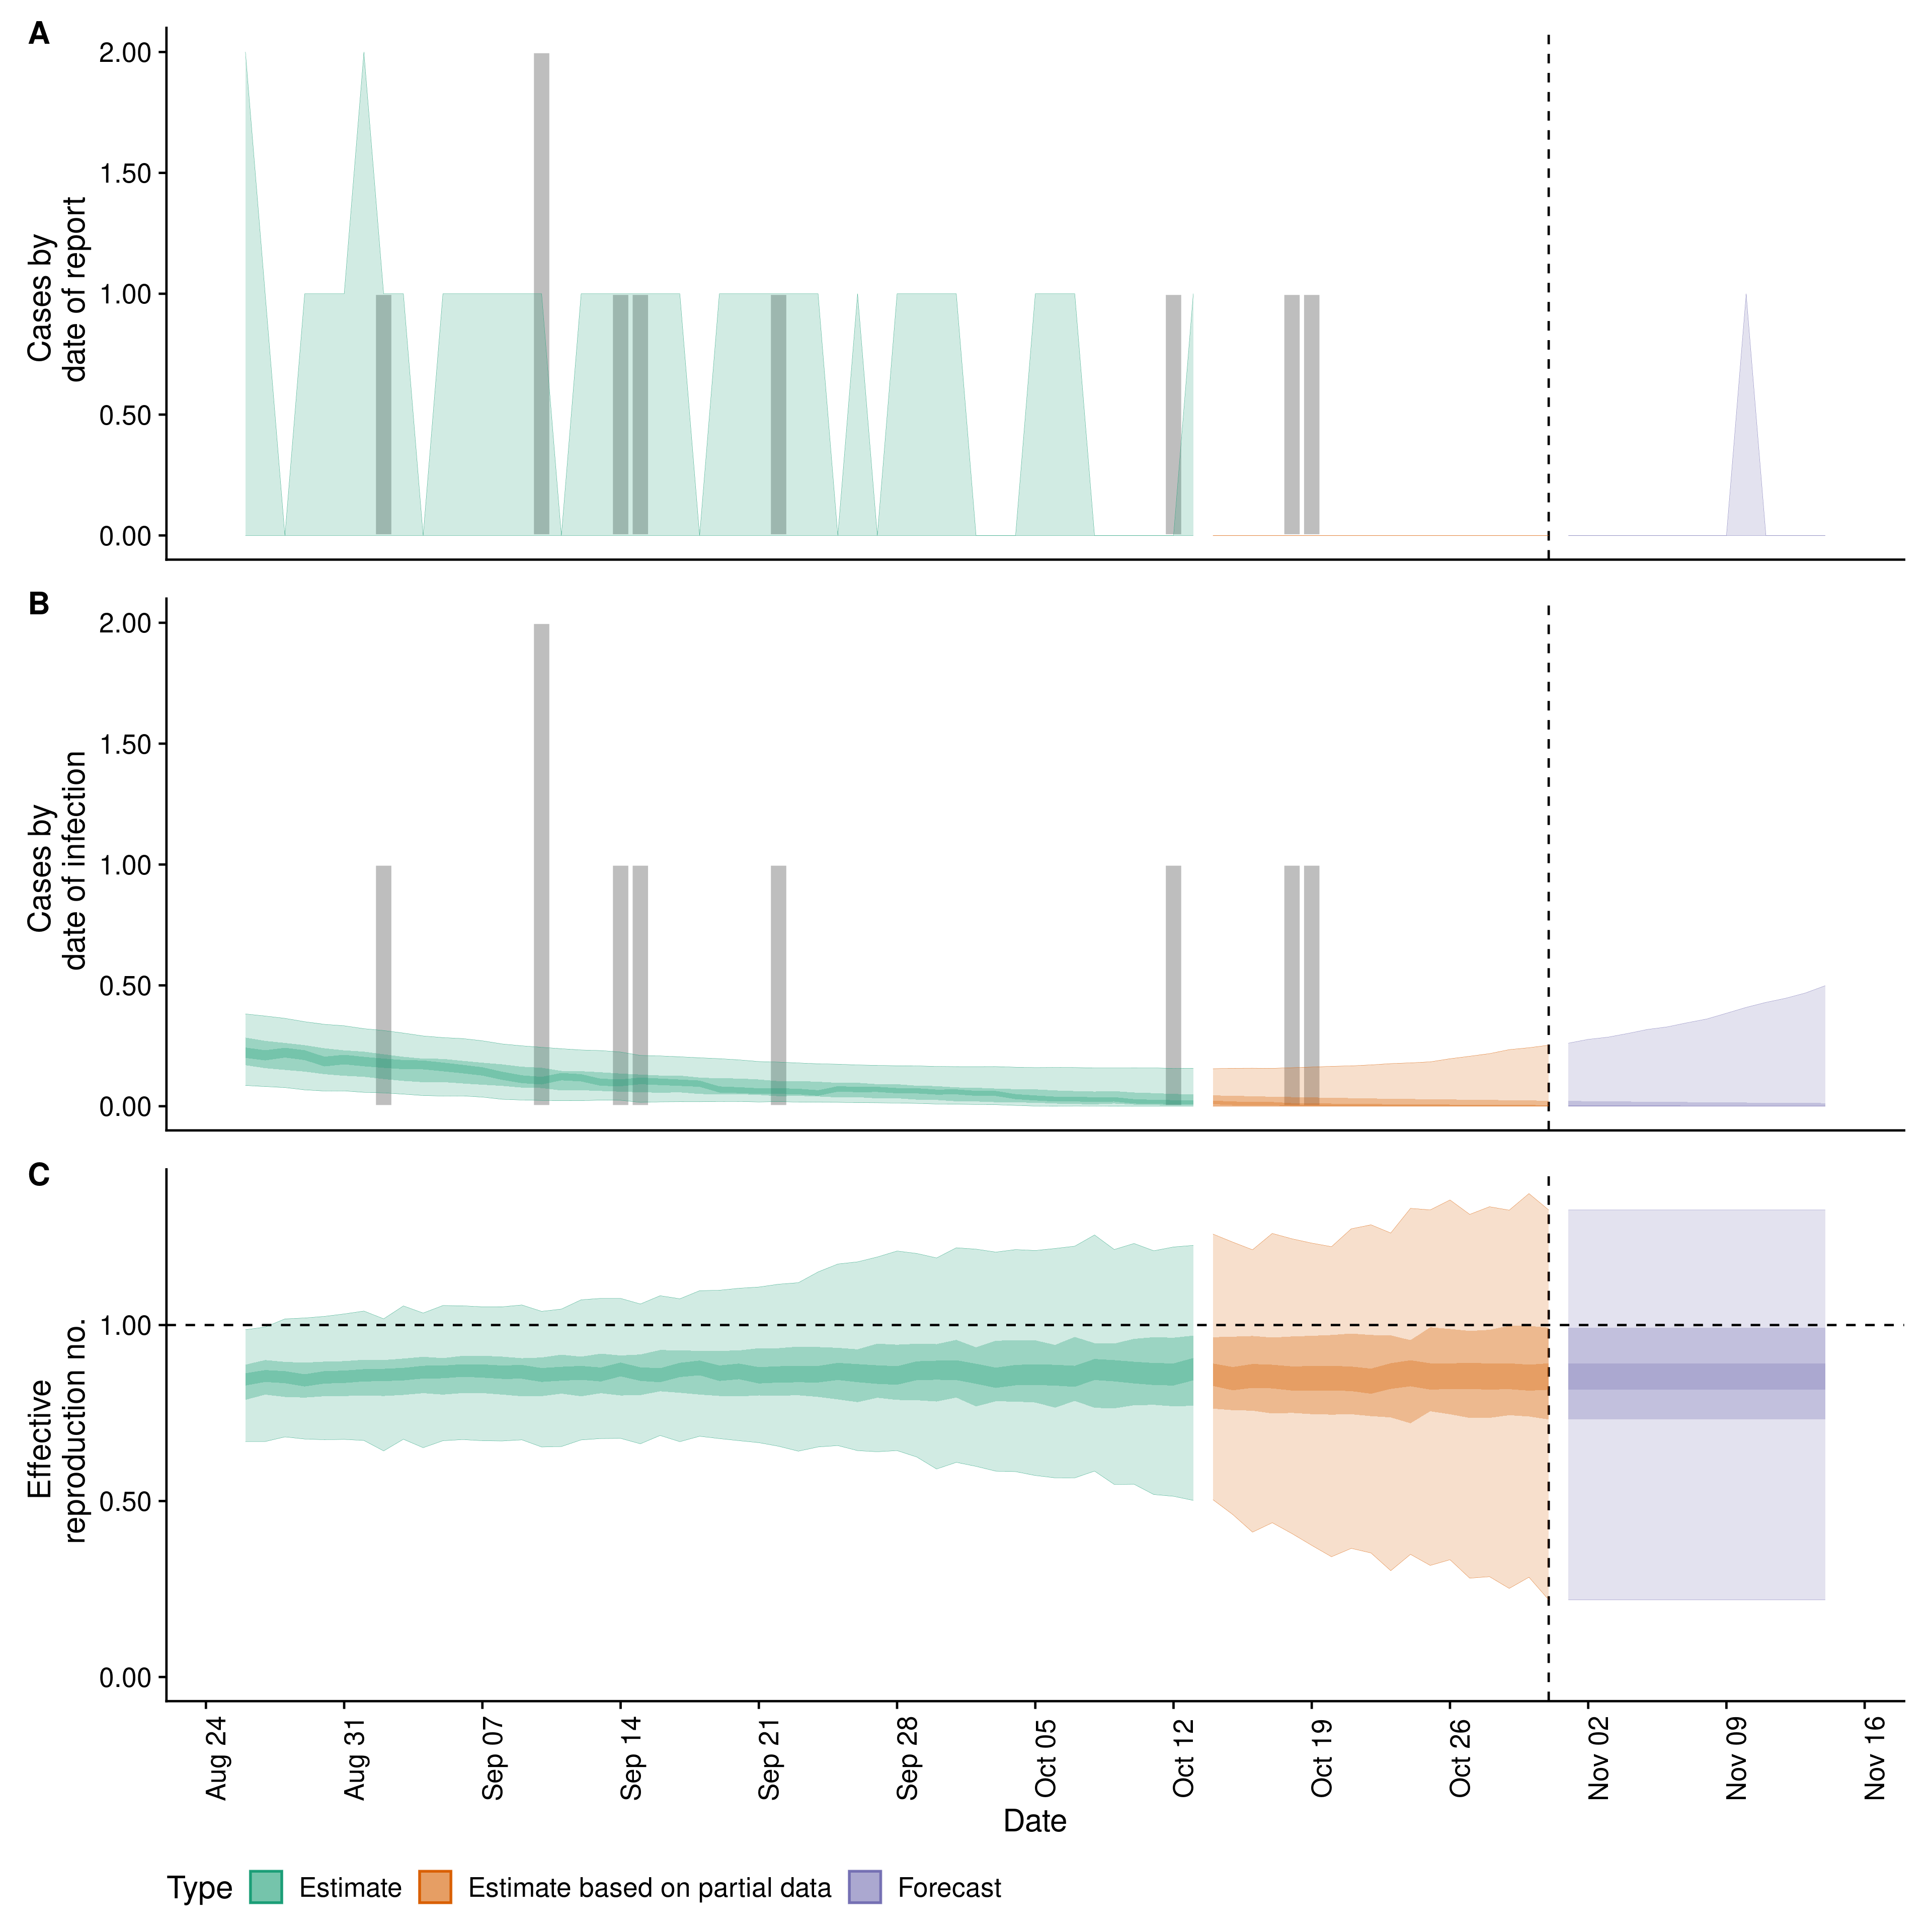 A
2.00
1.50
1.00
0.50
0.00
Cases by
date of report
B
2.00
1.50
1.00
0.50
0.00
Cases by
date of infection
C
1.00
0.50
0.00
Effective
reproduction no.
Aug 24
Aug 31
Sep 07
Sep 14
Sep 21
Sep 28
Oct 05
Oct 12
Oct 19
Oct 26
Nov 02
Nov 09
Nov 16
Date
Type Estimate Estimate based on partial data Forecast